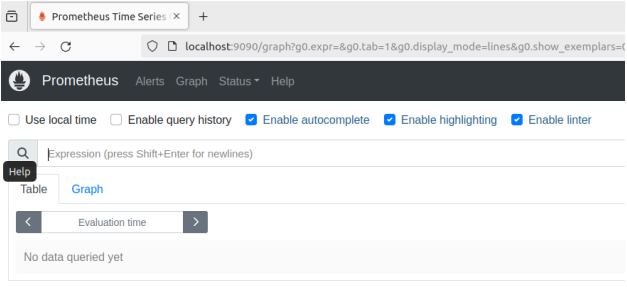 Prometheus Time Series
localhost:9090/graph?g0.expr=&g0.tab=1&g0.display_mode=lines&g0.show_exemplars=
Prometheus Alerts Graph Status Help
Use local time Enable query history Enable autocomplete Enable highlighting Enable linter
Expression (press Shift+Enter for newlines)
Help
Table Graph
Evaluation time
No data queried yet